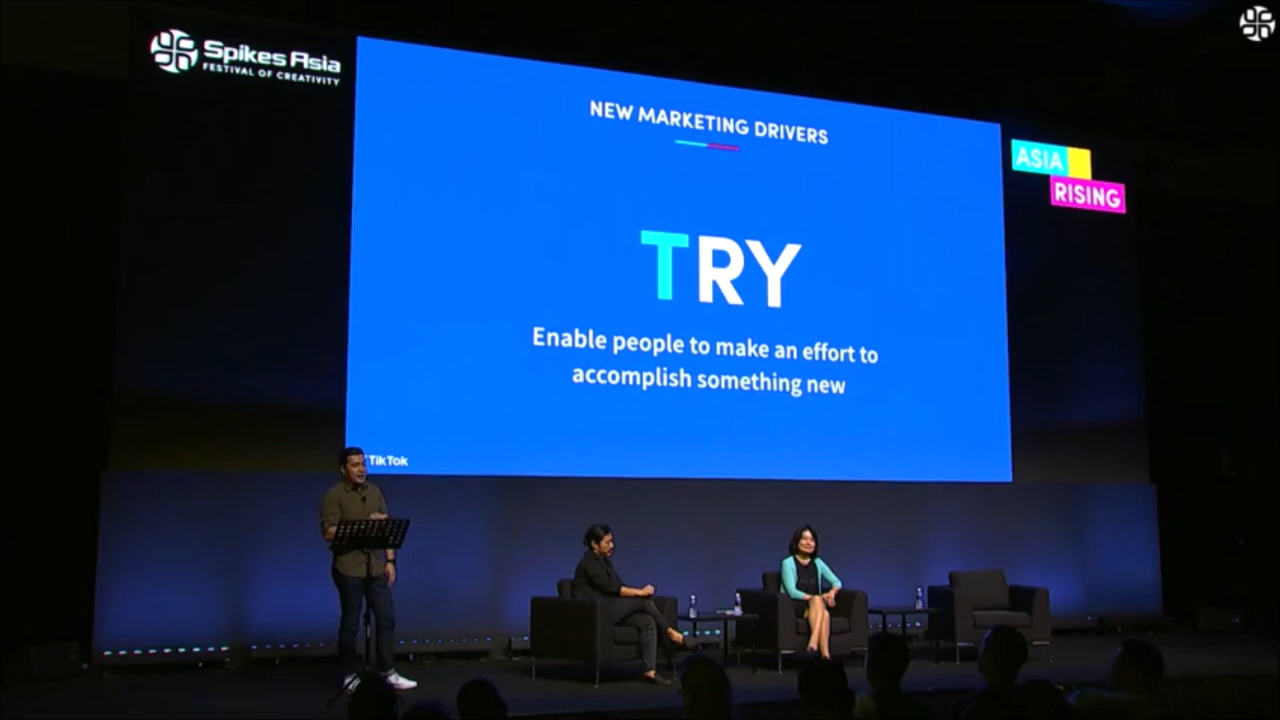 Spikes Asia
FESTIVAL OF CREATIVITY
NEW MARKETING DRIVERS
TRY
Enable people to make an effort to
accomplish something new
TikTok
ASIA
RISING